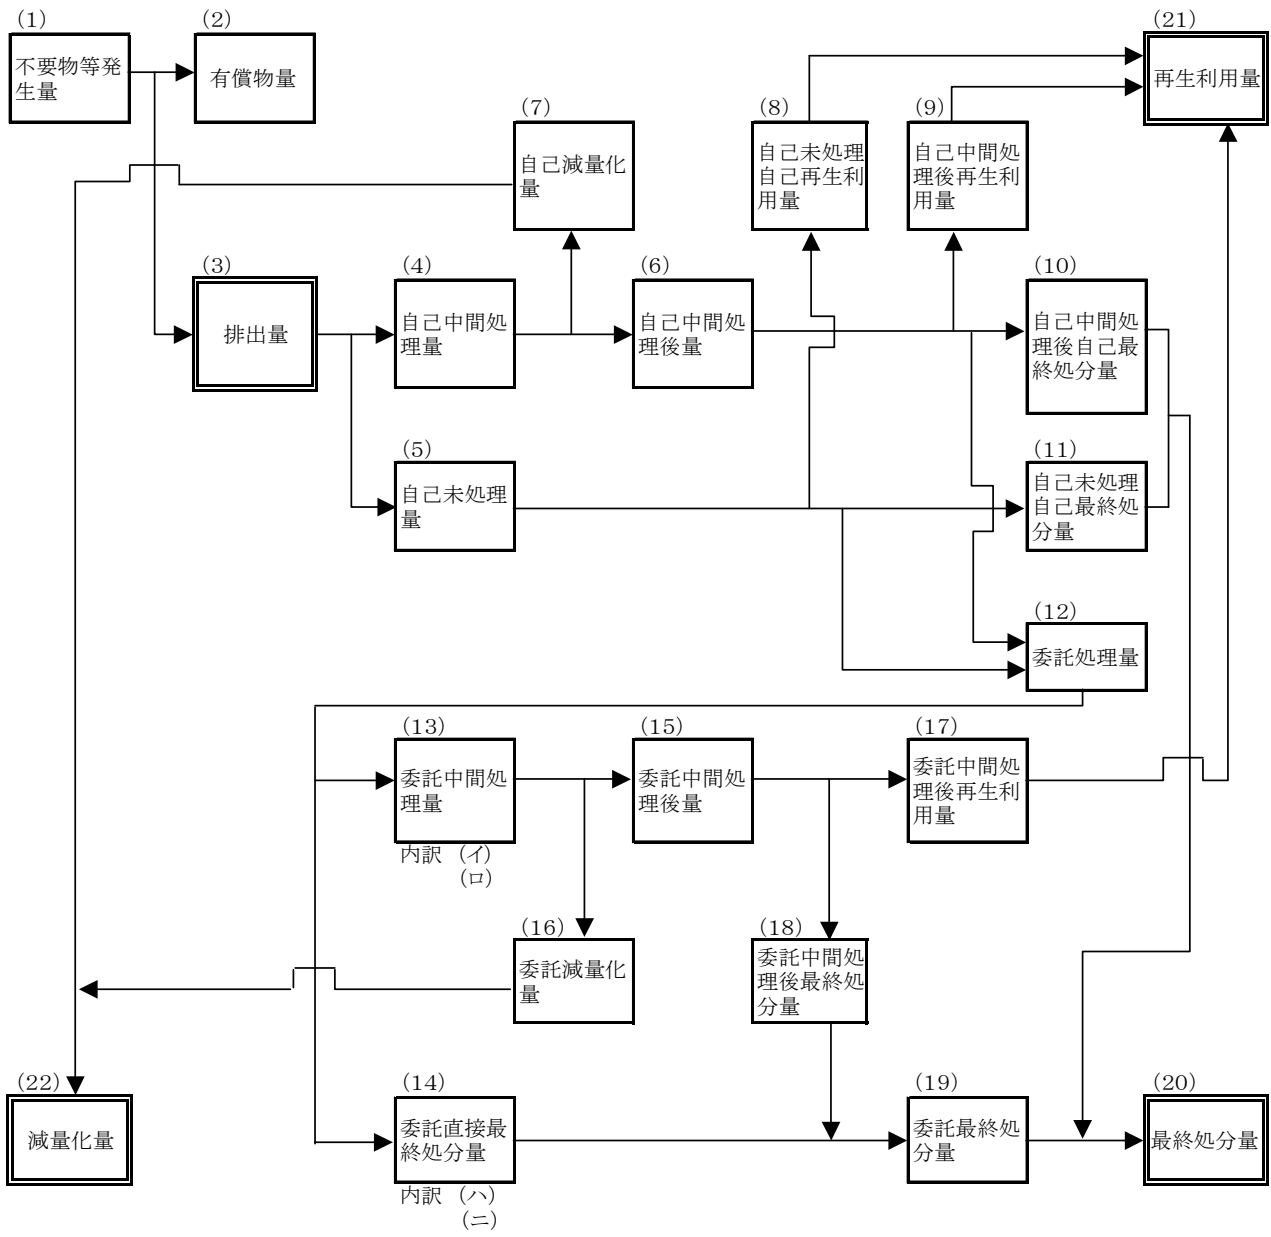 (1)
不要物等発
生量
(2)
有償物量
(21)
再生利用量
(7)
自己減量化
量
(8)
自己未処理
自己再生利
用量
(9)
自己中間処
理後再生利
用量
(3)
排出量
(4)
自己中間処
理量
(6)
自己中間処
理後量
(10)
自己中間処
理後自己最
終処分量
(5)
自己未処理
量
(11)
自己未処理
自己最終処
分量
(12)
委託処理量
(13)
委託中間処
理量
内訳 (イ)
(ロ)
(15)
委託中間処
理後量
(17)
委託中間処
理後再生利
用量
(16)
委託減量化
量
(18)
委託中間処
理後最終処
分量
(22)
減量化量
(14)
委託直接最
終処分量
内訳 (ハ)
(ニ)
(19)
委託最終処
分量
(20)
最終処分量